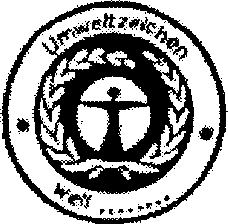 Umweltzeichen
weil ........